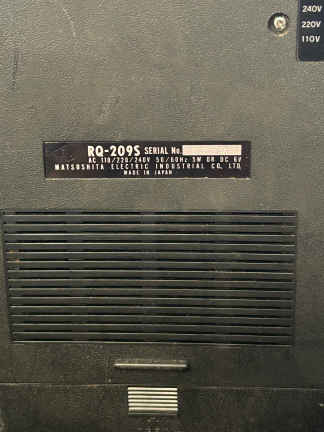 240V
220V
110V
RQ-209S SERIAL No.
AC 110/220/240V 50/60Hz 5W OR DC 6V
MATSUSHITA ELECTRIC INDUSTRIAL CO., LTD.
MADE IN JAPAN